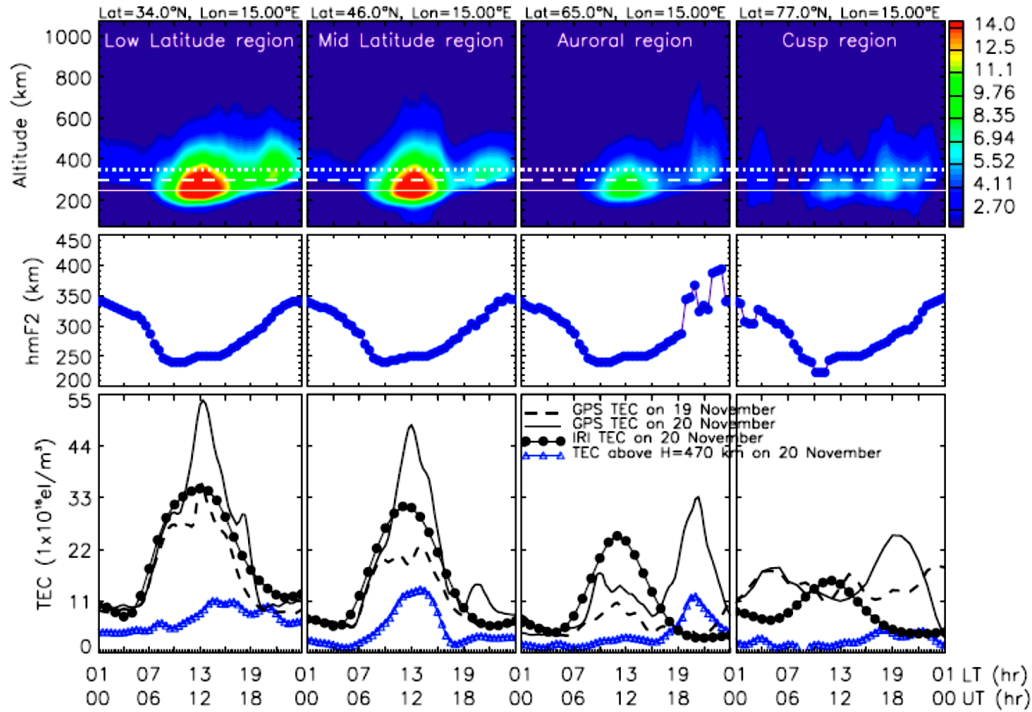 Lat=34.0°N, Lon=15.00°E Lat=46.0°N, Lon=15.00°E Lat=65.0°N, Lon=15.00°E Lat=77.0°N, Lon=15.00°E
Low Latitude region Mid Latitude region Auroral region Cusp region
Altitude (km)
1000
800
600
400
200
14.0
12.5
11.1
9.76
8.35
6.94
5.52
4.11
2.70
hmF2 (km)
450
400
350
300
250
200
TEC (1x10¹⁶el/m³)
55
44
33
22
11
0
GPS TEC on 19 November
GPS TEC on 20 November
IRI TEC on 20 November
TEC above H=470 km on 20 November
01 07 13 19 01 07 13 19 01 07 13 19 01 07 13 19 01 LT (hr)
00 06 12 18 00 06 12 18 00 06 12 18 00 06 12 18 00 UT (hr)